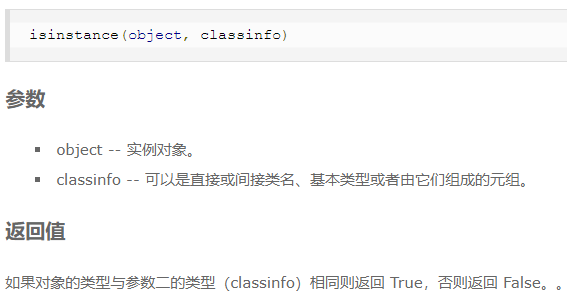 isinstance(object, classinfo)
参数
▪ object -- 实例对象。
▪ classinfo -- 可以是直接或间接类名、基本类型或者由它们组成的元组。
返回值
如果对象的类型与参数二的类型（classinfo）相同则返回 True，否则返回 False。。